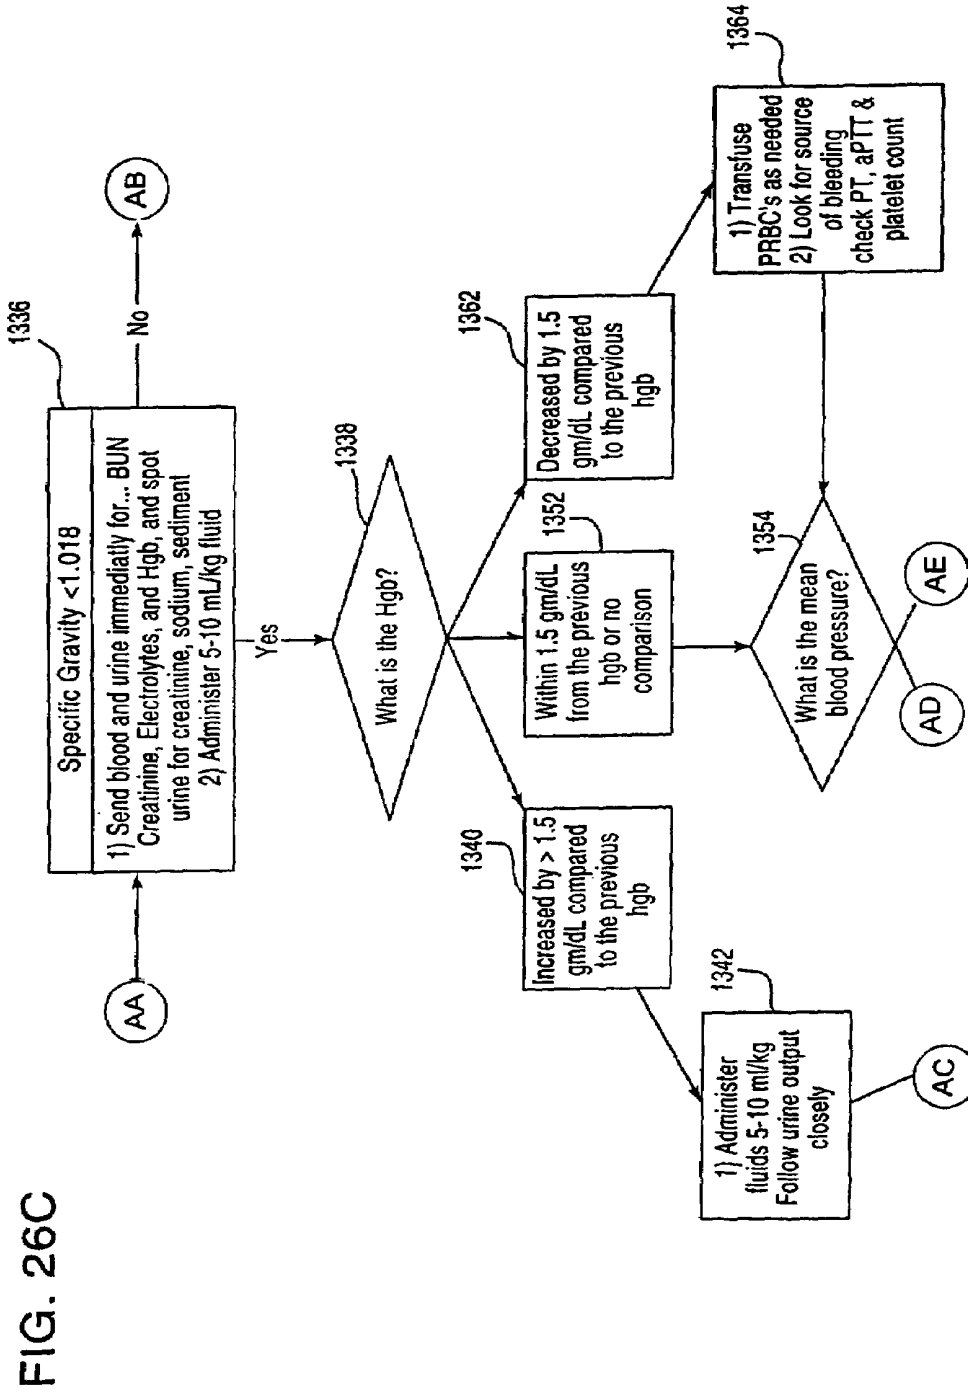 FIG. 26C
1336
Specific Gravity <1.018
1) Send blood and urine immediatly for... BUN
Creatinine, Electrolytes, and Hgb, and spot
urine for creatinine, sodium, sediment
2) Administer 5-10 mL/kg fluid
AA
No
AB
Yes
1338
What is the Hgb?
1340
Increased by > 1.5
gm/dL compared
to the previous
hgb
1352
Within 1.5 gm/dL
from the previous
hgb or no
comparison
1362
Decreased by 1.5
gm/dL compared
to the previous
hgb
1342
1) Administer
fluids 5-10 ml/kg
Follow urine output
closely
AC
1354
What is the mean
blood pressure?
AD
AE
1364
1) Transfuse
PRBC's as needed
2) Look for source
of bleeding
check PT, aPTT &
platelet count